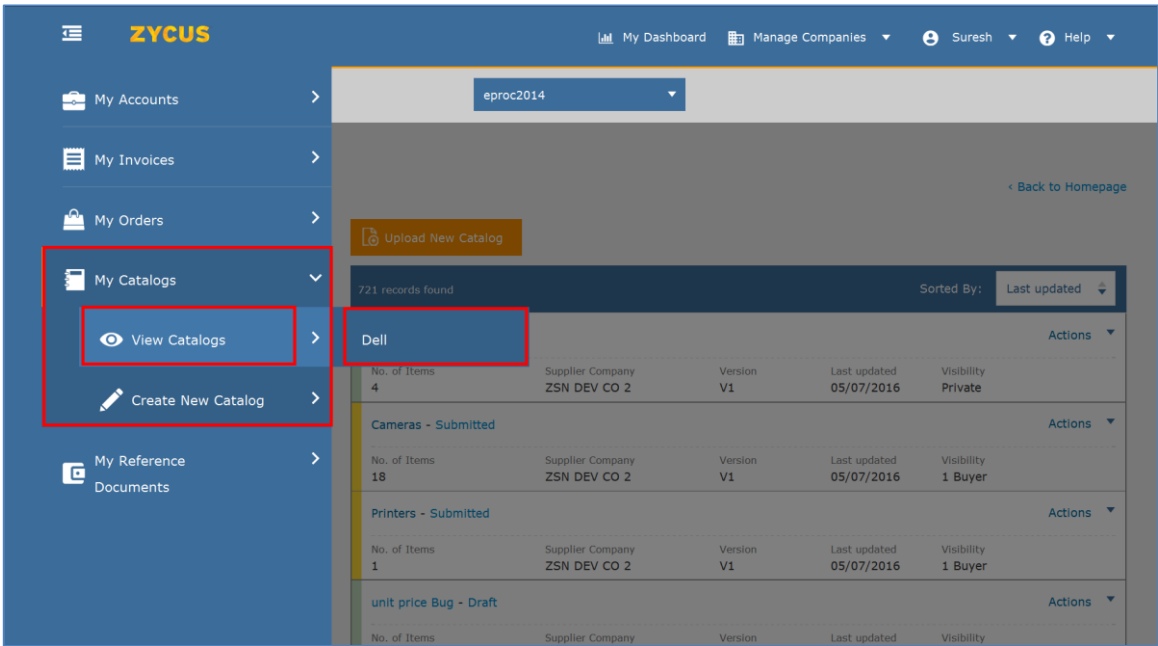 ZYCUS
My Dashboard Manage Companies Suresh Help
My Accounts
eproc2014
My Invoices
< Back to Homepage
My Orders
Upload New Catalog
My Catalogs
721 records found Sorted By: Last updated
View Catalogs
Dell
Actions
No. of Items Supplier Company Version Last updated Visibility
4 ZSN DEV CO 2 V1 05/07/2016 Private
Create New Catalog
Cameras - Submitted Actions
My Reference
Documents
No. of Items Supplier Company Version Last updated Visibility
18 ZSN DEV CO 2 V1 05/07/2016 1 Buyer
Printers - Submitted Actions
No. of Items Supplier Company Version Last updated Visibility
1 ZSN DEV CO 2 V1 05/07/2016 1 Buyer
unit price Bug - Draft Actions
No. of Items Supplier Company Version Last updated Visibility